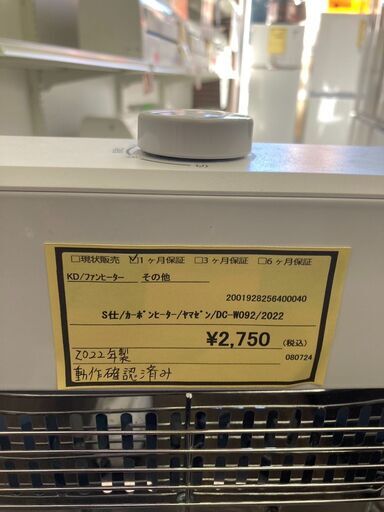 切
□現状販売 ☑1ヶ月保証 □3ヶ月保証 □6ヶ月保証
KD/ファンヒーター その他
2001928256400040
S仕/カーボンヒーター/ヤマゼン/DC-W092/2022
¥2,750 (税込)
2022年製
080724
動作確認済み